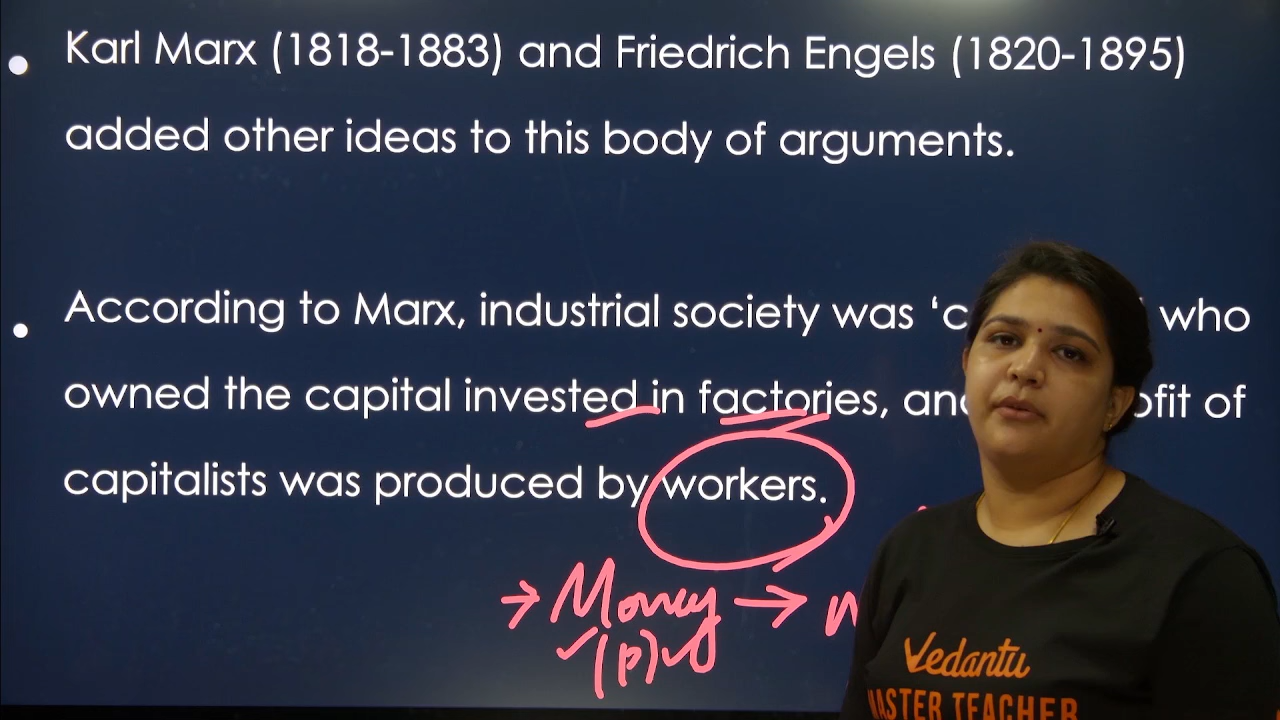 Karl Marx (1818-1883) and Friedrich Engels (1820-1895)
added other ideas to this body of arguments.
According to Marx, industrial society was ‘c who
owned the capital invested in factories, and ofit of
capitalists was produced by workers.
→ Money →
(p)
Vedantu
MASTER TEACHER